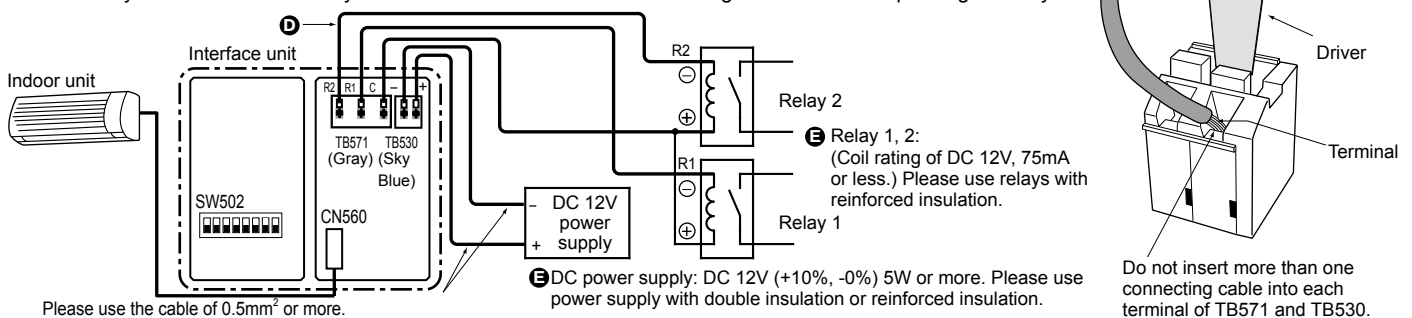 D
Interface unit
Indoor unit
R2 R1 C − +
TB571
(Gray)
TB530
(Sky
Blue)
SW502
CN560
R2
−
+
Relay 2
R1
−
+
Relay 1
− DC 12V
power
+ supply
E Relay 1, 2:
(Coil rating of DC 12V, 75mA
or less.) Please use relays with
reinforced insulation.
E DC power supply: DC 12V (+10%, -0%) 5W or more. Please use
power supply with double insulation or reinforced insulation.
Please use the cable of 0.5mm² or more.
Driver
Terminal
Do not insert more than one
connecting cable into each
terminal of TB571 and TB530.